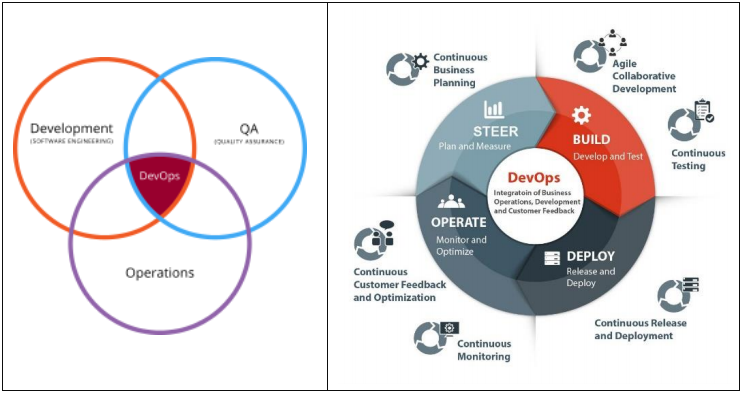 Development
(SOFTWARE ENGINEERING)
QA
(QUALITY ASSURANCE)
DevOps
Operations
Continuous
Business
Planning
Agile
Collaborative
Development
STEER
Plan and Measure
BUILD
Develop and Test
Continuous
Testing
DevOps
Integratoin of Business
Operations, Development
and Customer Feedback
OPERATE
Monitor and
Optimize
DEPLOY
Release and
Deploy
Continuous
Customer Feedback
and Optimization
Continuous Release
and Deployment
Continuous
Monitoring